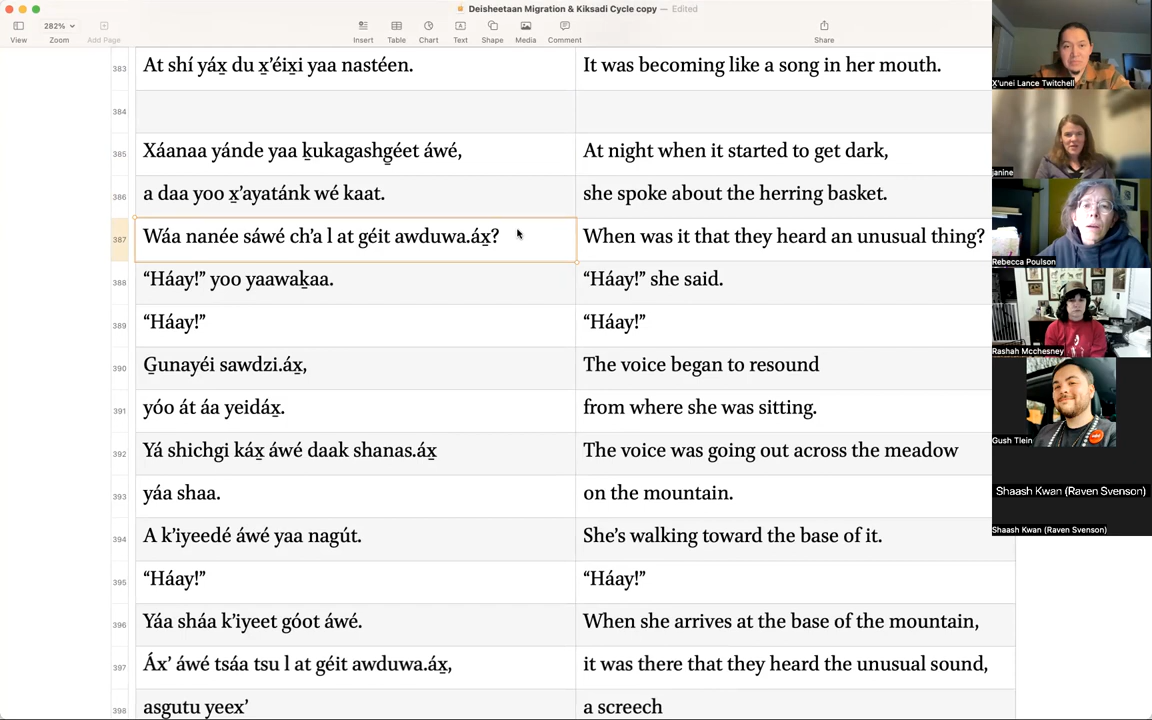 Deisheetaan Migration & Kiksadi Cycle copy — Edited
282%
View Zoom Add Page Insert Table Chart Text Shape Media Comment Share
383 At shí yáx̱ du x̱'éix̱i yaa nastéen. It was becoming like a song in her mouth.
384
385 Xáanaa yánde yaa ḵukagashg̱éet áwé, At night when it started to get dark,
386 a daa yoo x̱'ayatánk wé kaat. she spoke about the herring basket.
387 Wáa nanée sáwé ch'a l at géit awduwa.áx̱? When was it that they heard an unusual thing?
388 “Háay!” yoo yaawaḵaa. “Háay!” she said.
389 “Háay!” “Háay!”
390 G̱unayéi sawdzi.áx̱, The voice began to resound
391 yóo át áa yeidáx̱. from where she was sitting.
392 Yá shichgi káx̱ áwé daak shanas.áx̱ The voice was going out across the meadow
393 yáa shaa. on the mountain.
394 A k'iyeedé áwé yaa nagút. She's walking toward the base of it.
395 “Háay!” “Háay!”
396 Yáa sháa k'iyeet góot áwé. When she arrives at the base of the mountain,
397 Áx' áwé tsáa tsu l at géit awduwa.áx̱, it was there that they heard the unusual sound,
398 asgutu yeex' a screech
X̱'unei Lance Twitchell
janine
Rebecca Poulson
Rashah Mcchesney
Gush Tlein
Shaash Kwan (Raven Svenson)
Shaash Kwan (Raven Svenson)